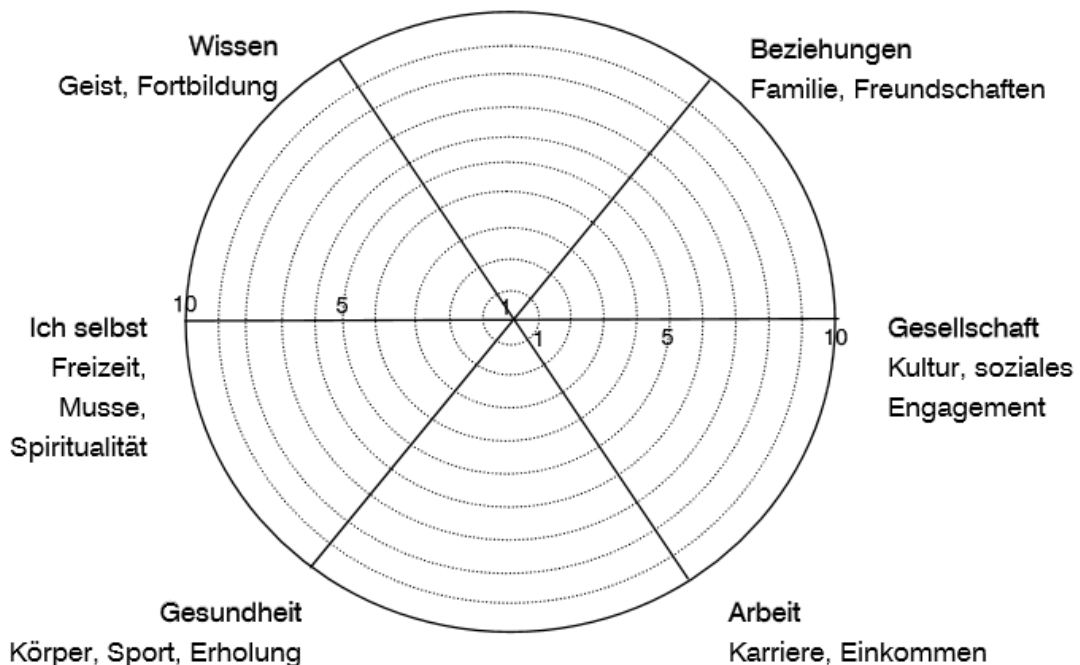 Wissen
Geist, Fortbildung
Beziehungen
Familie, Freundschaften
10
5
1
1
5
10
Ich selbst
Freizeit,
Musse,
Spiritualität
Gesellschaft
Kultur, soziales
Engagement
Gesundheit
Körper, Sport, Erholung
Arbeit
Karriere, Einkommen